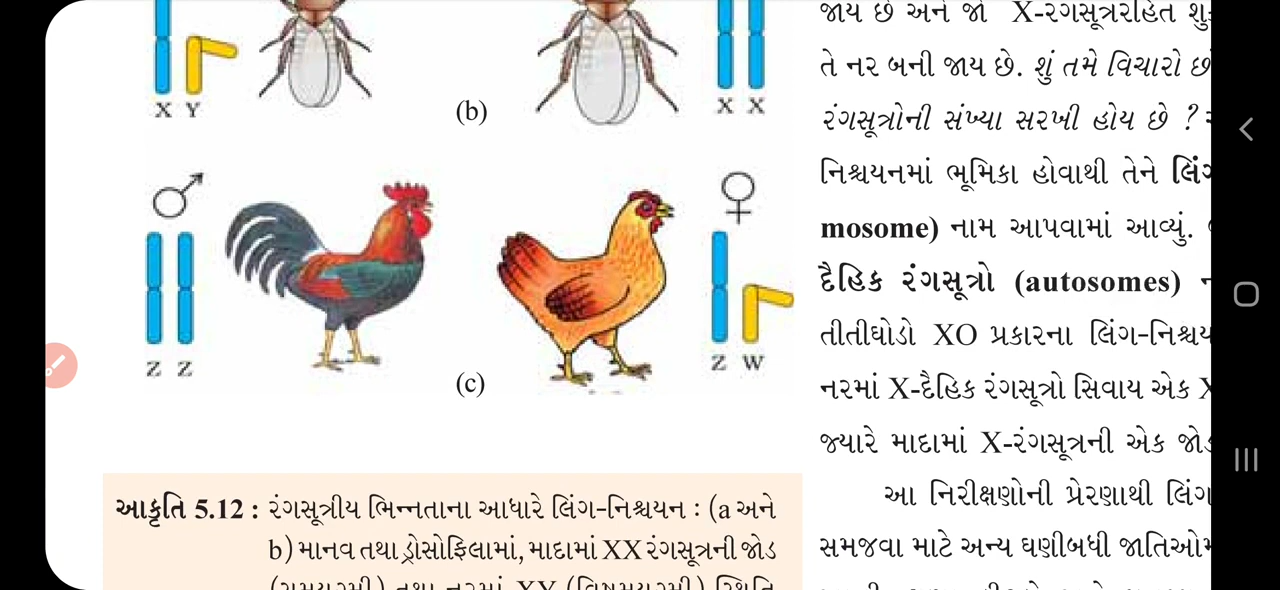 X Y
(b)
X X
Z Z
(c)
Z W
આકૃતિ 5.12 : રંગસૂત્રીય ભિન્નતાના આધારે લિંગ-નિશ્ચયન : (a અને
b) માનવ તથા ડ્રોસોફિલામાં, માદામાં XX રંગસૂત્રની જોડ
જાય છે અને જો X-રંગસૂત્રરહિત
તે નર બની જાય છે. શું તમે વિચારો છો
રંગસૂત્રોની સંખ્યા સરખી હોય છે ?
નિશ્ચયનમાં ભૂમિકા હોવાથી તેને
mosome) નામ આપવામાં આવ્યું.
દૈહિક રંગસૂત્રો (autosomes)
તીતીઘોડો XO પ્રકારના
નરમાં X-દૈહિક રંગસૂત્રો સિવાય એક X
જ્યારે માદામાં X-રંગસૂત્રની એક
આ નિરીક્ષણોની પ્રેરણાથી
સમજવા માટે અન્ય ઘણીબધી